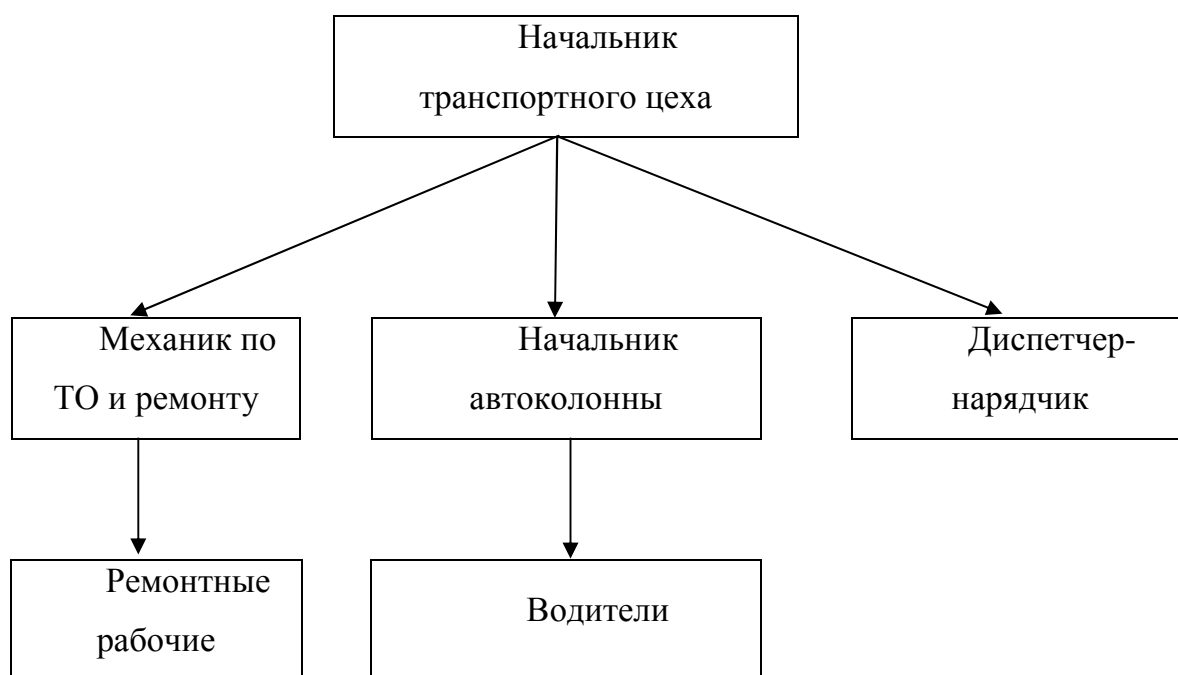 Начальник
транспортного цеха
Механик по
ТО и ремонту
Начальник
автоколонны
Диспетчер-
нарядчик
Ремонтные
рабочие
Водители